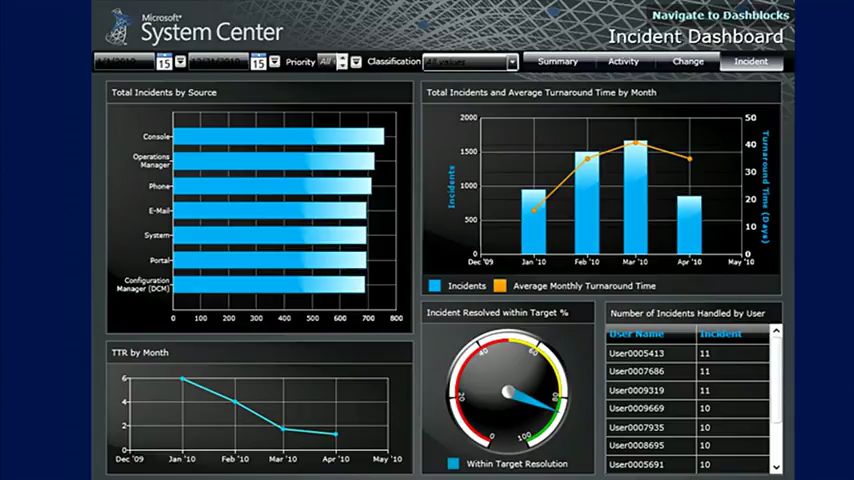 Microsoft®
System Center
Navigate to Dashblocks
Incident Dashboard
15
15
Priority
Classification
All values
Summary
Activity
Change
Incident
Total Incidents by Source
Console
Operations
Manager
Phone
E-Mail
System
Portal
Configuration
Manager (DCM)
0 100 200 300 400 500 600 700 800
Total Incidents and Average Turnaround Time by Month
2000
1500
1000
500
0
Incidents
50
40
30
20
10
0
Turnaround Time (Days)
Dec '09 Jan '10 Feb '10 Mar '10 Apr '10 May '10
Incidents Average Monthly Turnaround Time
TTR by Month
6
4
2
0
Dec '09 Jan '10 Feb '10 Mar '10 Apr '10 May '10
Incident Resolved within Target %
0 20 40 60 80 100
Within Target Resolution
Number of Incidents Handled by User
User Name Incident
User0005413 11
User0007686 11
User0009319 11
User0009669 10
User0007935 10
User0008695 10
User0005691 10